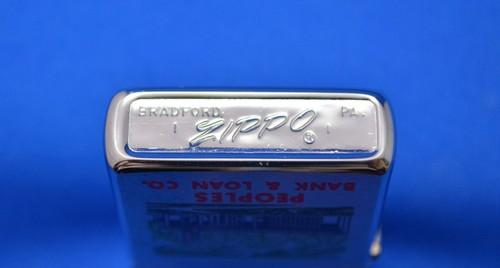 BRADFORD. PA.
| ZIPPO ® |
PEOPLES
BANK & LOAN CO.